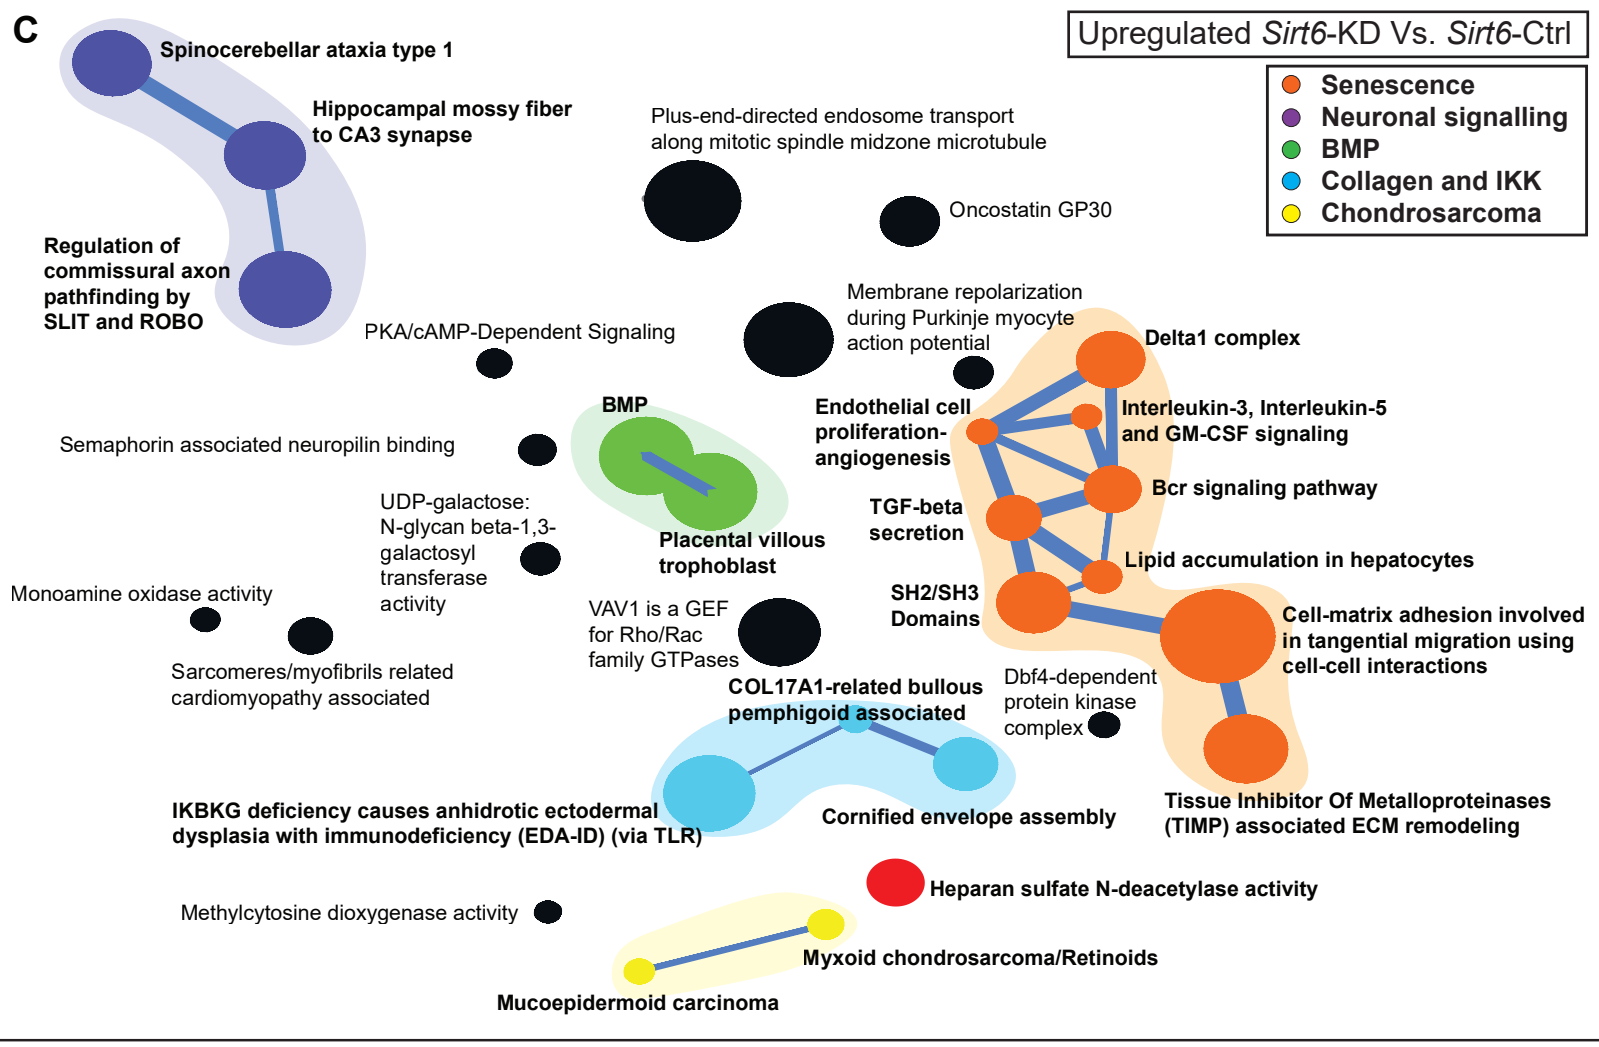 C
Upregulated Sirt6-KD Vs. Sirt6-Ctrl
Senescence
Neuronal signalling
BMP
Collagen and IKK
Chondrosarcoma
Spinocerebellar ataxia type 1
Hippocampal mossy fiber
to CA3 synapse
Regulation of
commissural axon
pathfinding by
SLIT and ROBO
Plus-end-directed endosome transport
along mitotic spindle midzone microtubule
Oncostatin GP30
Membrane repolarization
during Purkinje myocyte
action potential
PKA/cAMP-Dependent Signaling
Semaphorin associated neuropilin binding
BMP
Placental villous
trophoblast
UDP-galactose:
N-glycan beta-1,3-
galactosyl
transferase
activity
Monoamine oxidase activity
Sarcomeres/myofibrils related
cardiomyopathy associated
VAV1 is a GEF
for Rho/Rac
family GTPases
Delta1 complex
Interleukin-3, Interleukin-5
and GM-CSF signaling
Endothelial cell
proliferation-
angiogenesis
Bcr signaling pathway
TGF-beta
secretion
Lipid accumulation in hepatocytes
SH2/SH3
Domains
Cell-matrix adhesion involved
in tangential migration using
cell-cell interactions
Dbf4-dependent
protein kinase
complex
Tissue Inhibitor Of Metalloproteinases
(TIMP) associated ECM remodeling
COL17A1-related bullous
pemphigoid associated
IKBKG deficiency causes anhidrotic ectodermal
dysplasia with immunodeficiency (EDA-ID) (via TLR)
Cornified envelope assembly
Heparan sulfate N-deacetylase activity
Methylcytosine dioxygenase activity
Myxoid chondrosarcoma/Retinoids
Mucoepidermoid carcinoma